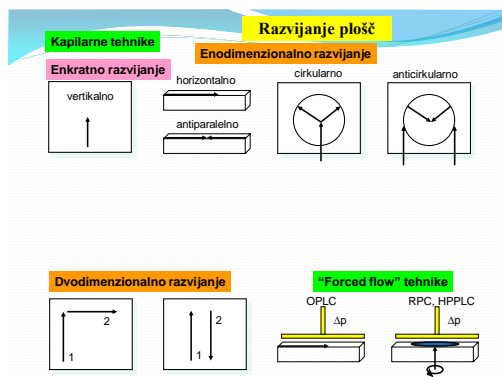 Razvijanje plošč
Kapilarne tehnike
Enodimenzionalno razvijanje
Enkratno razvijanje
vertikalno
horizontalno
antiparalelno
cirkularno
anticirkularno
Dvodimenzionalno razvijanje
1
2
1
2
"Forced flow" tehnike
OPLC
Δp
RPC, HPPLC
Δp